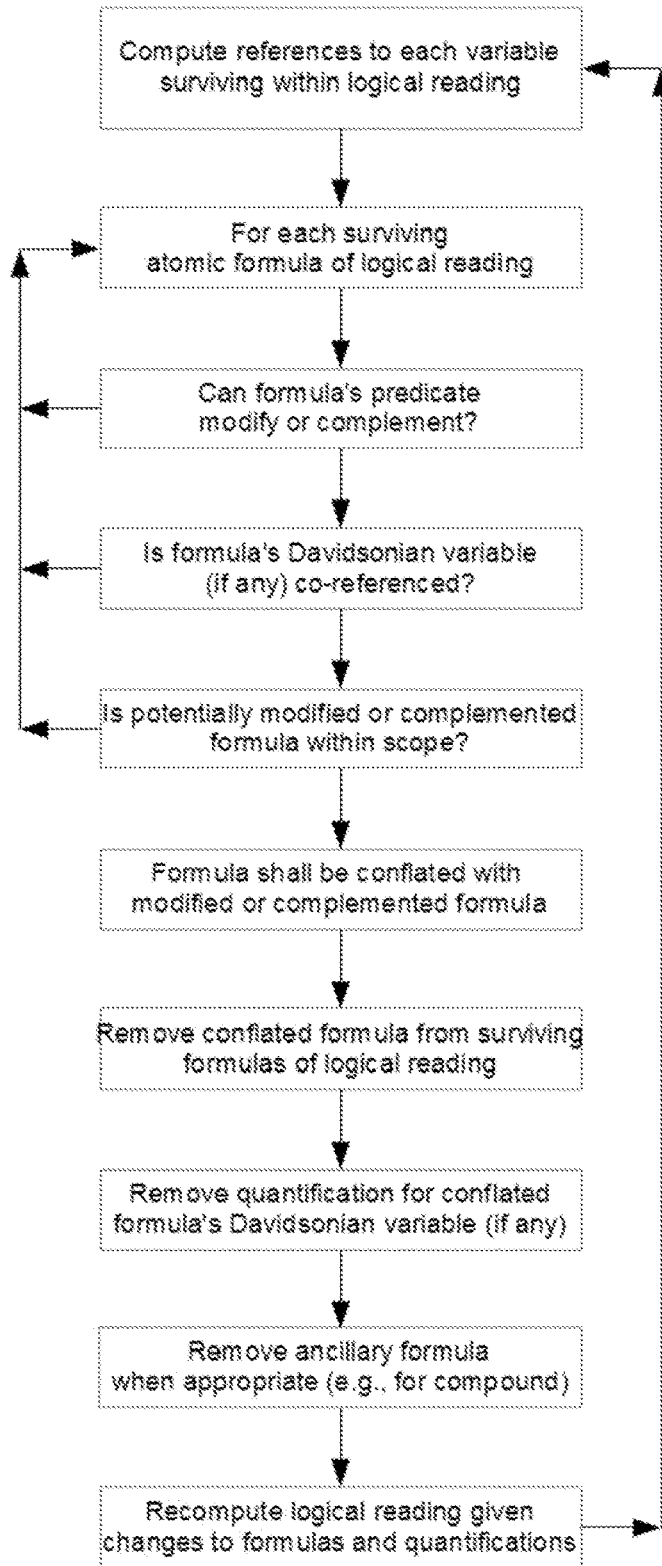 Compute references to each variable
surviving within logical reading
For each surviving
atomic formula of logical reading
Can formula's predicate
modify or complement?
Is formula's Davidsonian variable
(if any) co-referenced?
Is potentially modified or complemented
formula within scope?
Formula shall be conflated with
modified or complemented formula
Remove conflated formula from surviving
formulas of logical reading
Remove quantification for conflated
formula's Davidsonian variable (if any)
Remove ancillary formula
when appropriate (e.g., for compound)
Recompute logical reading given
changes to formulas and quantifications